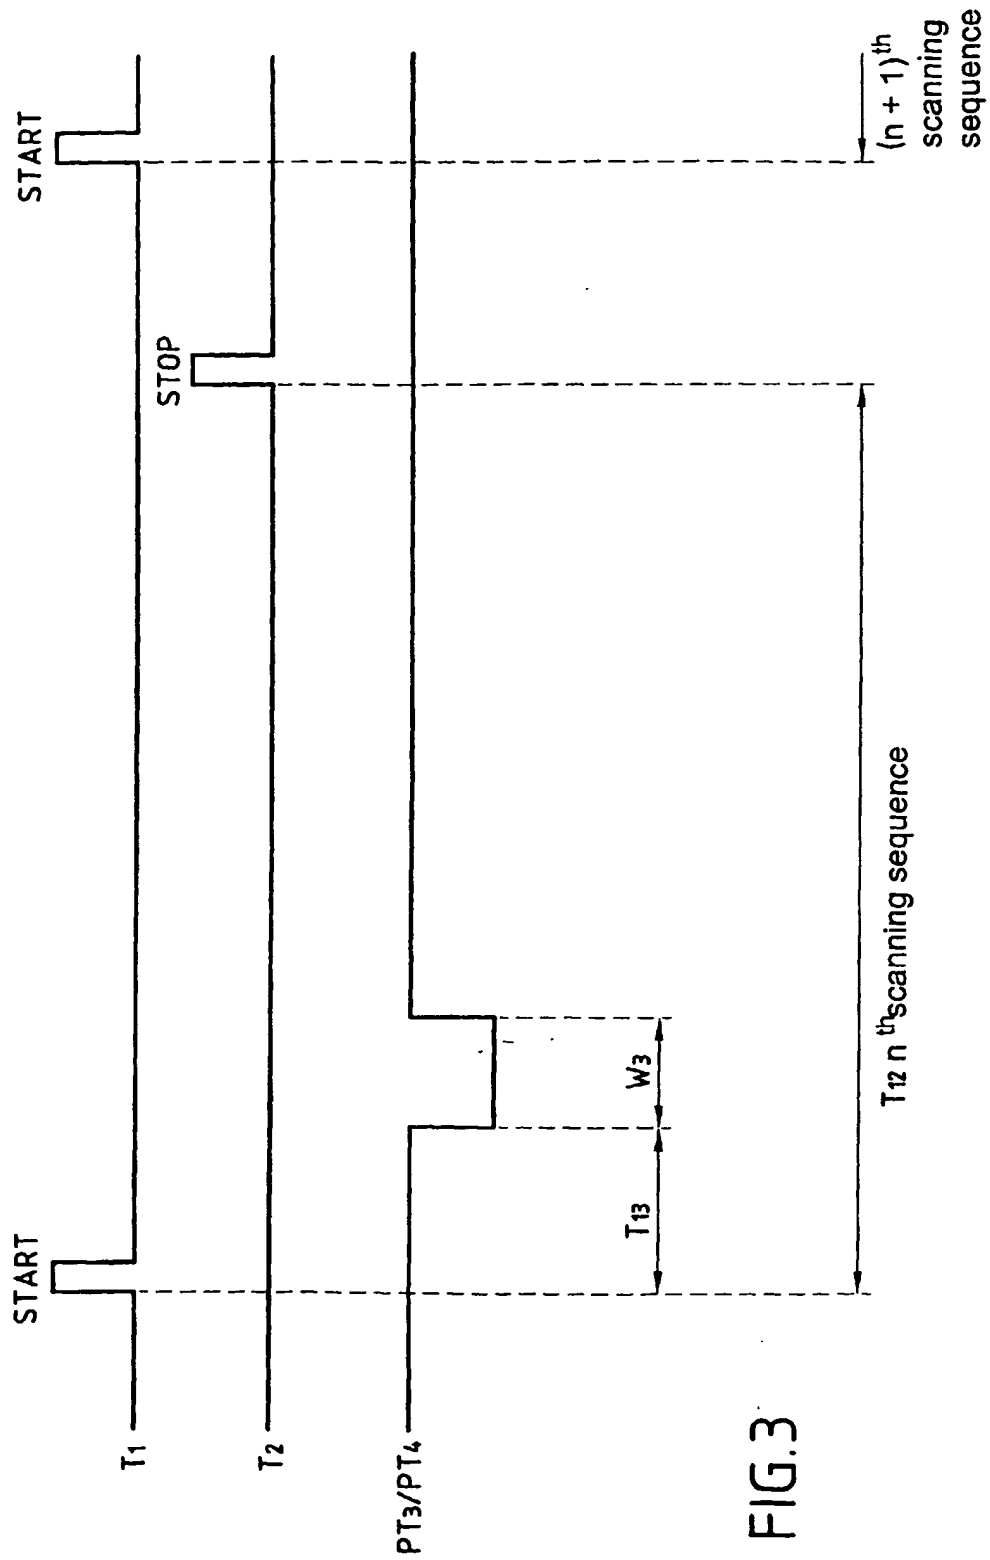 START
START
T1
STOP
T2
PT3/PT4
T13
W3
T12 n th scanning sequence
(n + 1)th
scanning
sequence
FIG.3